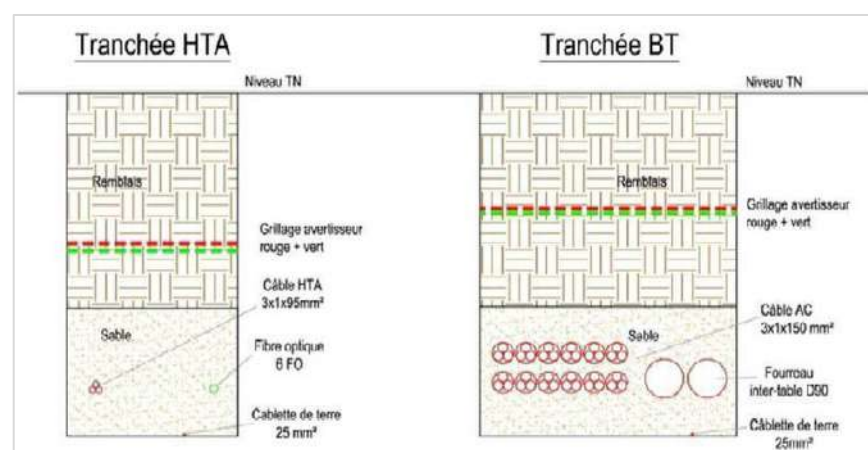 Tranchée HTA
Niveau TN
Remblais
Grillage avertisseur
rouge + vert
Câble HTA
3x1x95mm²
Sable
Fibre optique
6 FO
Cablette de terre
25 mm²
Tranchée BT
Niveau TN
Remblais
Grillage avertisseur
rouge + vert
Câble AC
3x1x150 mm²
Sable
Fourreau
inter-table D90
Câblette de terre
25mm²